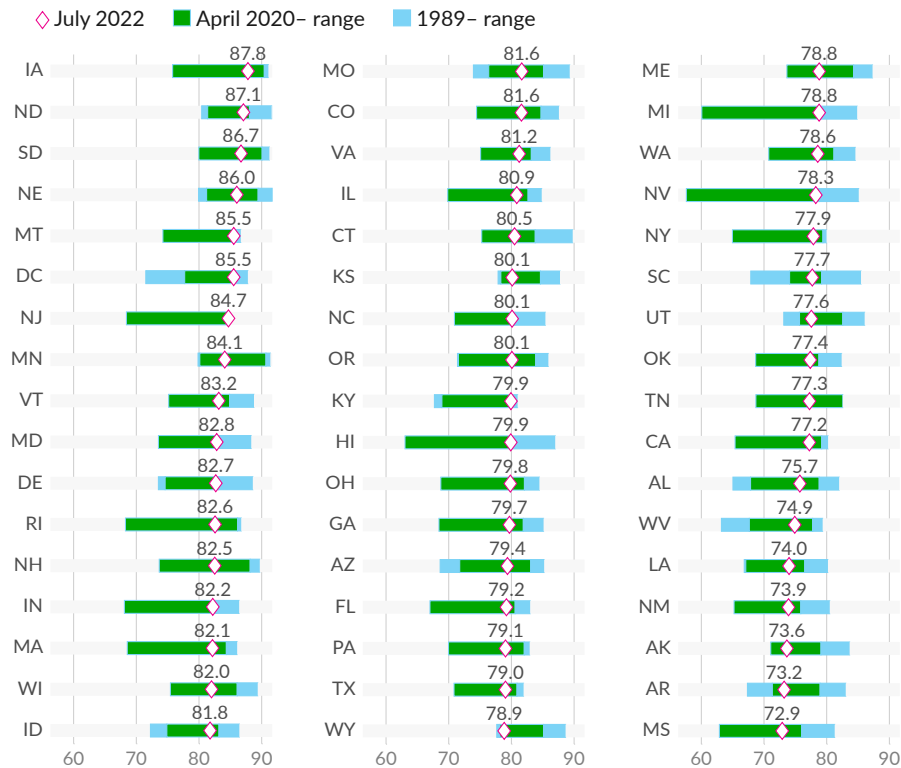 July 2022 April 2020– range 1989– range
IA 87.8
ND 87.1
SD 86.7
NE 86.0
MT 85.5
DC 85.5
NJ 84.7
MN 84.1
VT 83.2
MD 82.8
DE 82.7
RI 82.6
NH 82.5
IN 82.2
MA 82.1
WI 82.0
ID 81.8
60 70 80 90
MO 81.6
CO 81.6
VA 81.2
IL 80.9
CT 80.5
KS 80.1
NC 80.1
OR 80.1
KY 79.9
HI 79.9
OH 79.8
GA 79.7
AZ 79.4
FL 79.2
PA 79.1
TX 79.0
WY 78.9
60 70 80 90
ME 78.8
MI 78.8
WA 78.6
NV 78.3
NY 77.9
SC 77.7
UT 77.6
OK 77.4
TN 77.3
CA 77.2
AL 75.7
WV 74.9
LA 74.0
NM 73.9
AK 73.6
AR 73.2
MS 72.9
60 70 80 90